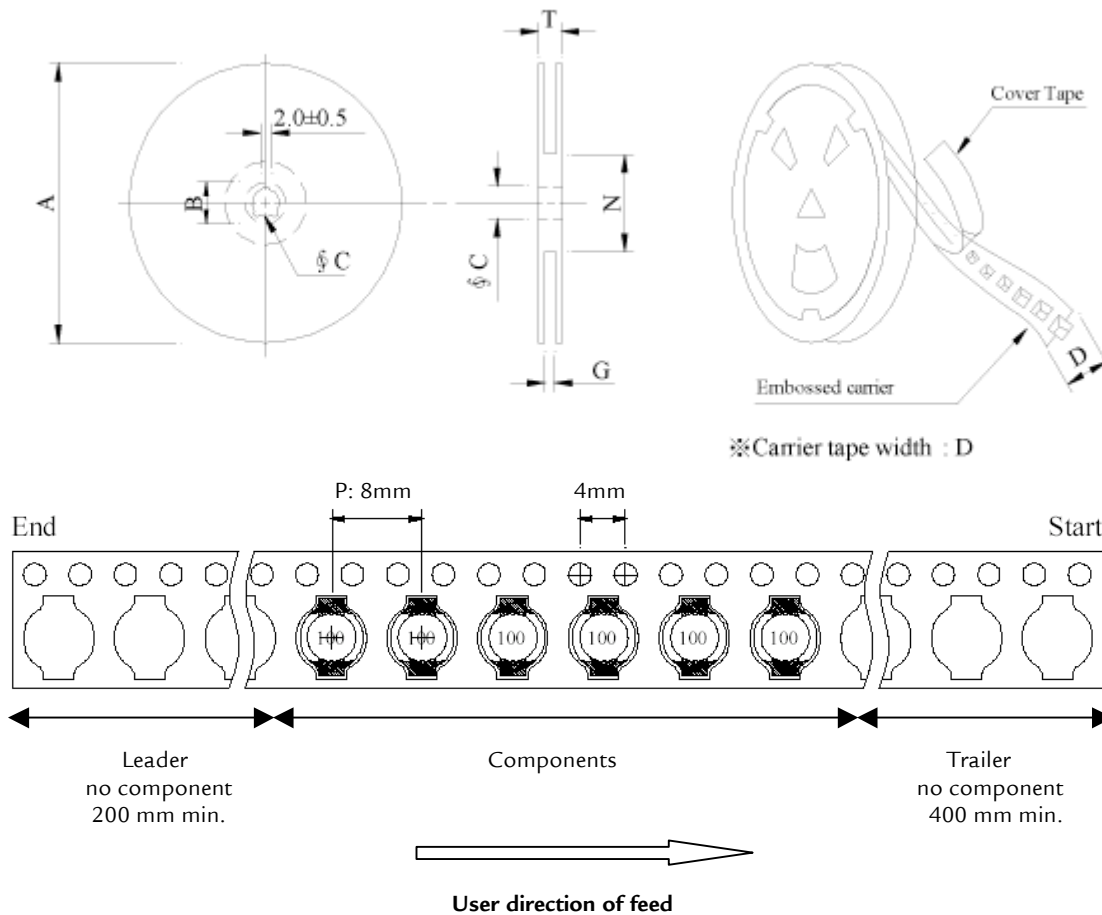 T
2.0±0.5
A
B
§ C
§ C
N
G
Cover Tape
Embossed carrier
D
※Carrier tape width : D
P: 8mm
4mm
End
Start
100
100
100
100
100
100
Leader
no component
200 mm min.
Components
Trailer
no component
400 mm min.
User direction of feed